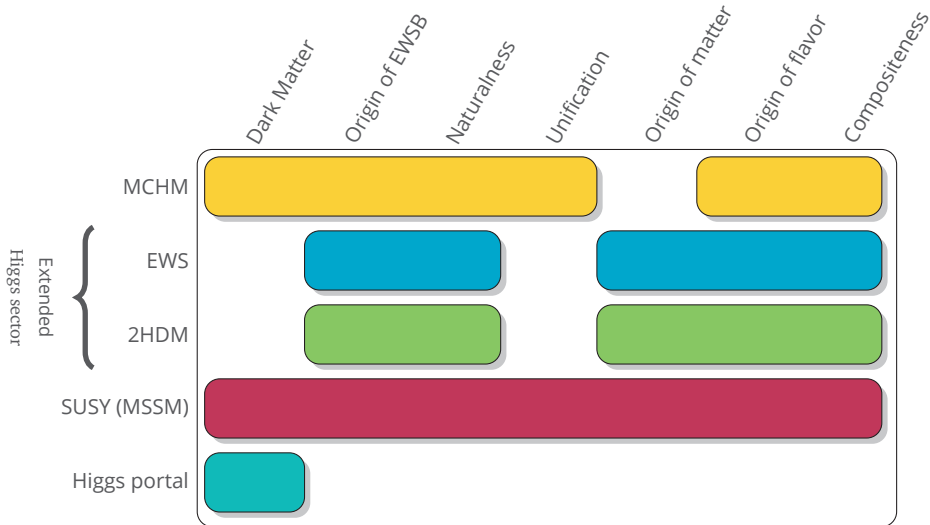 Dark Matter
Origin of EWSB
Naturalness
Unification
Origin of matter
Origin of flavor
Compositeness
MCHM
EWS
2HDM
Extended
Higgs sector
SUSY (MSSM)
Higgs portal